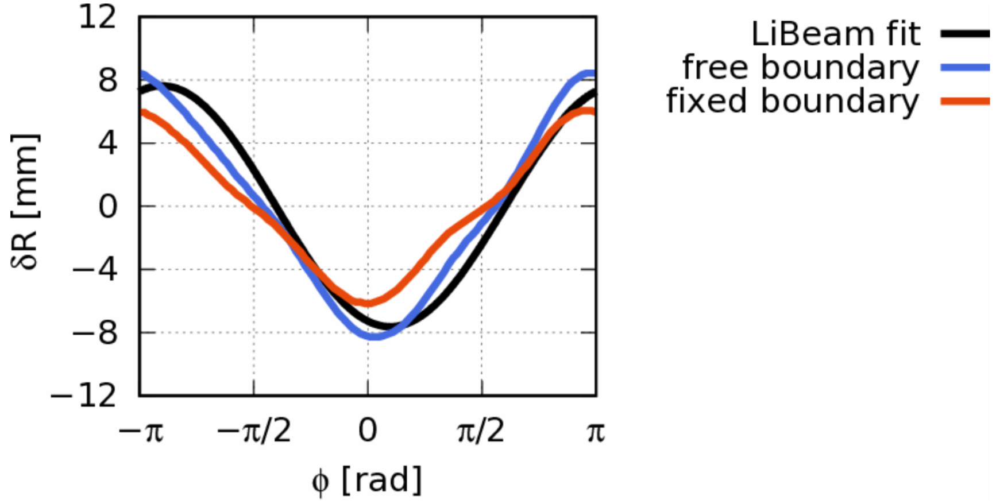 12
8
4
0
−4
−8
−12
δR [mm]
−π
−π/2
0
π/2
π
ϕ [rad]
LiBeam fit
free boundary
fixed boundary